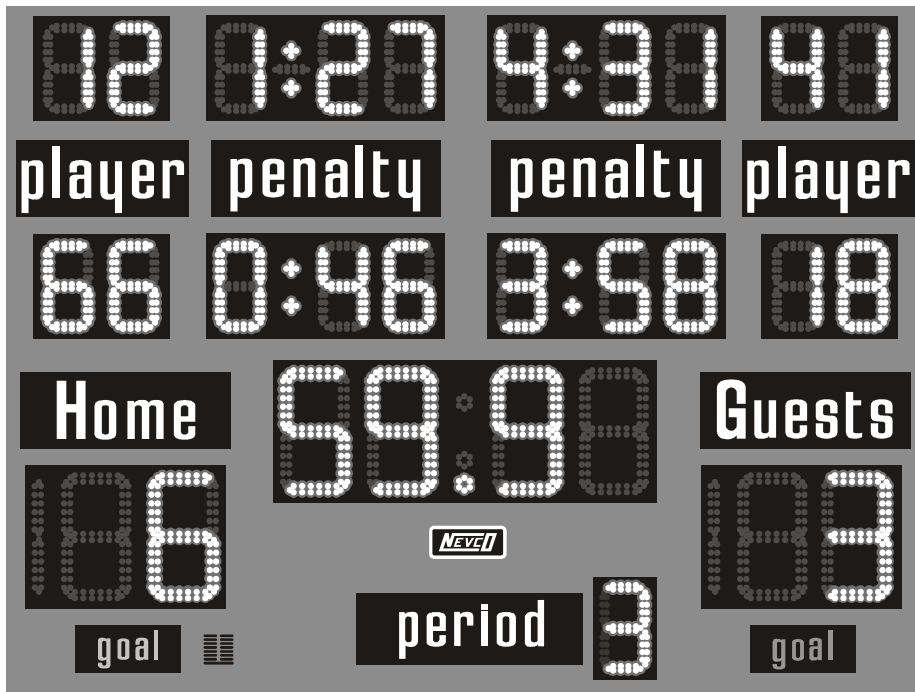 12 1:27 4:31 41
player penalty penalty player
66 0:46 3:58 18
Home 59.9 Guests
6 3
NEVCO
period 3
goal goal